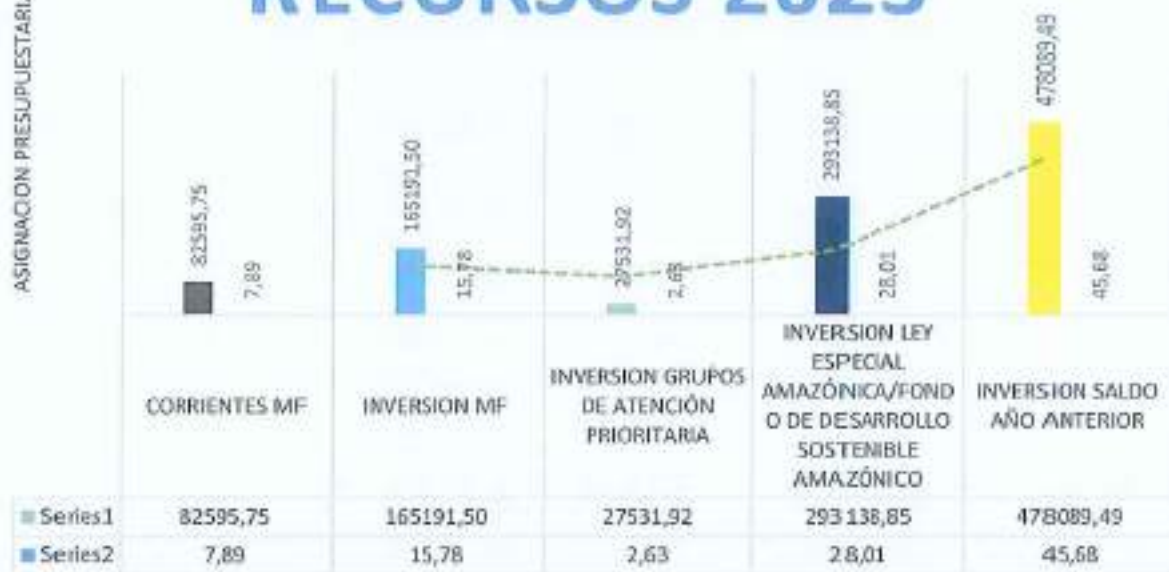 RECURSOS 2023
ASIGNACION PRESUPUESTARIA
82595,75
7,89
165191,50
15,78
27531,92
2,63
293138,85
28,01
478089,49
45,68
CORRIENTES MF
INVERSION MF
INVERSION GRUPOS
DE ATENCIÓN
PRIORITARIA
INVERSION LEY
ESPECIAL
AMAZÓNICA/FOND
O DE DESARROLLO
SOSTENIBLE
AMAZÓNICO
INVERSION SALDO
AÑO ANTERIOR
Series1 82595,75 165191,50 27531,92 293138,85 478089,49
Series2 7,89 15,78 2,63 28,01 45,68